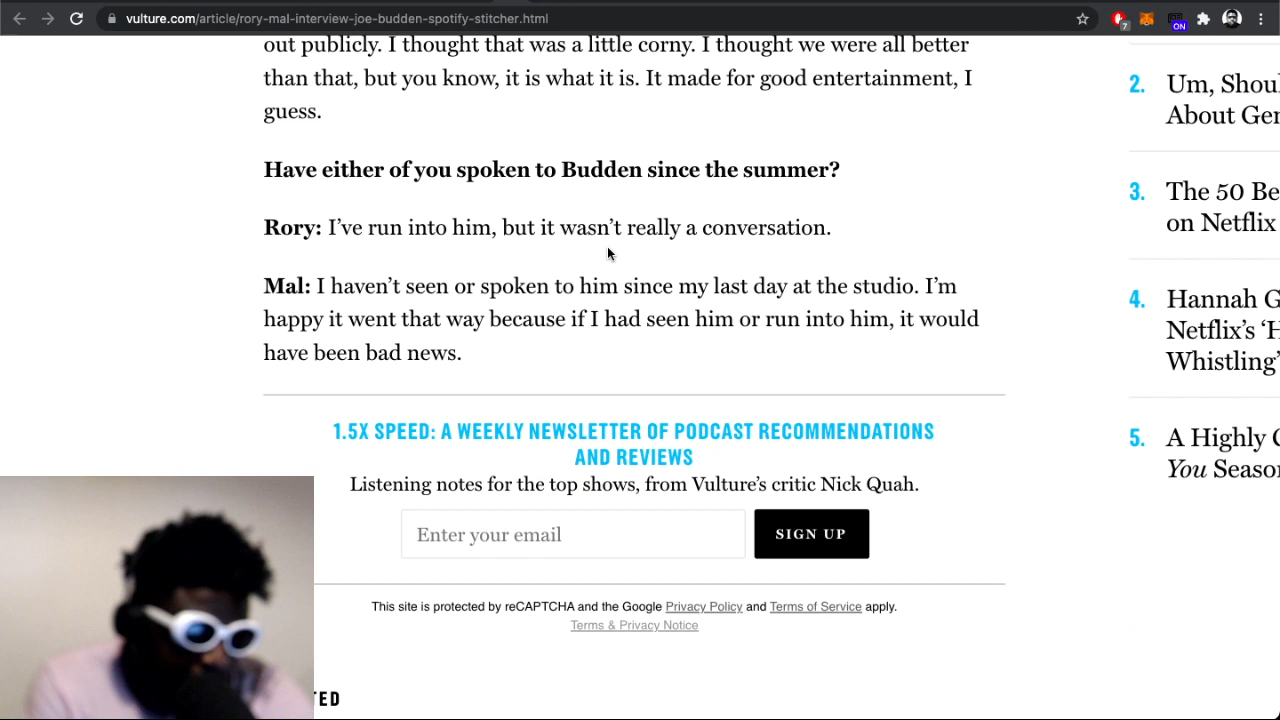 vulture.com/article/rory-mal-interview-joe-budden-spotify-stitcher.html
7
ON
out publicly. I thought that was a little corny. I thought we were all better
than that, but you know, it is what it is. It made for good entertainment, I
guess.
Have either of you spoken to Budden since the summer?
Rory: I've run into him, but it wasn't really a conversation.
Mal: I haven't seen or spoken to him since my last day at the studio. I'm
happy it went that way because if I had seen him or run into him, it would
have been bad news.
1.5X SPEED: A WEEKLY NEWSLETTER OF PODCAST RECOMMENDATIONS
AND REVIEWS
Listening notes for the top shows, from Vulture's critic Nick Quah.
Enter your email
SIGN UP
This site is protected by reCAPTCHA and the Google Privacy Policy and Terms of Service apply.
Terms & Privacy Notice
TED
2. Um, Shoul
About Ge
3. The 50 Be
on Netflix
4. Hannah G
Netflix's 'H
Whistling'
5. A Highly C
You Seaso